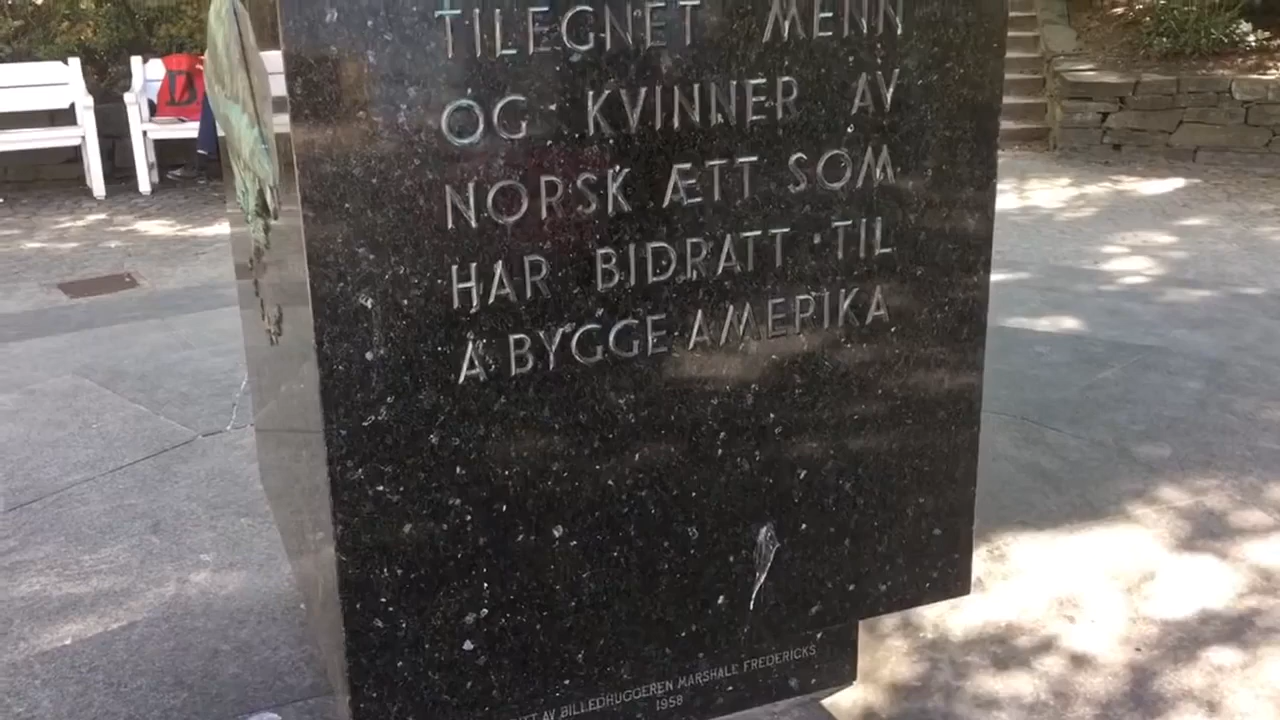 D
TILEGNET MENN
OG KVINNER AV
NORSK ÆTT SOM
HAR BIDRATT TIL
Å BYGGE AMERIKA
AV BILLEDHUGGEREN MARSHALL FREDERICKS
1958